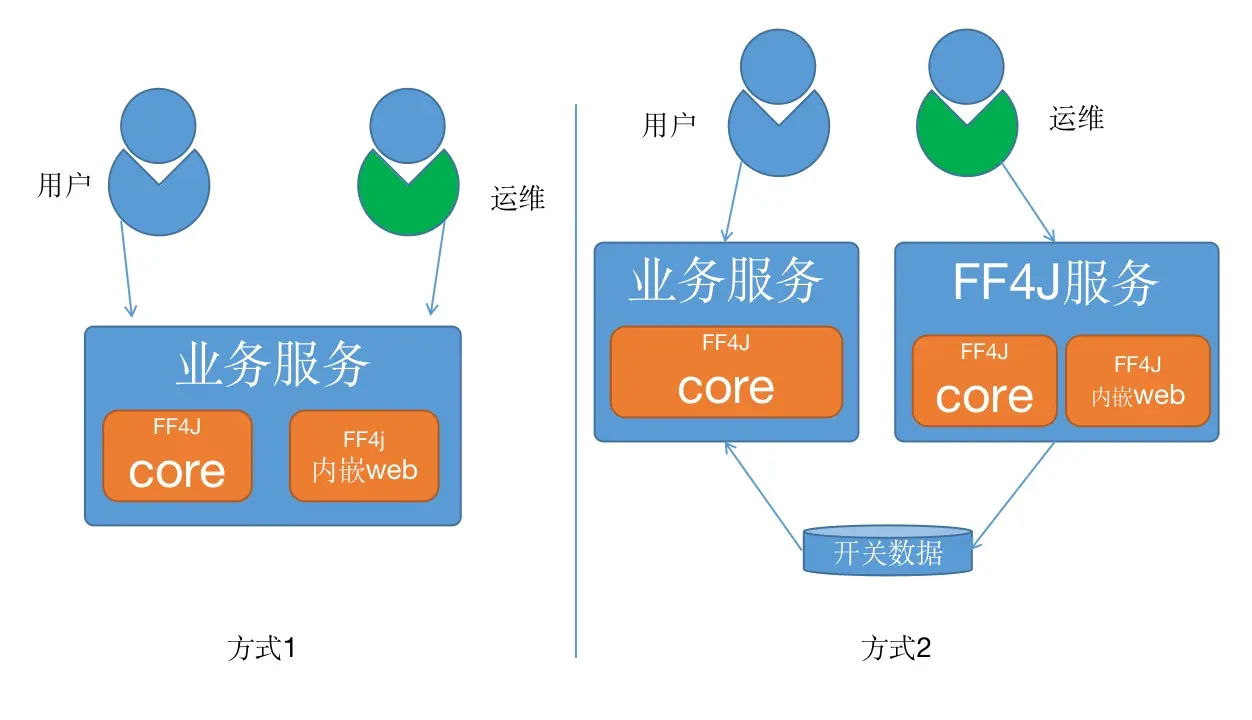 用户
运维
业务服务
FF4J
core
FF4j
内嵌web
方式1
用户
运维
业务服务
FF4J
core
FF4J服务
FF4J
core
FF4J
内嵌web
开关数据
方式2